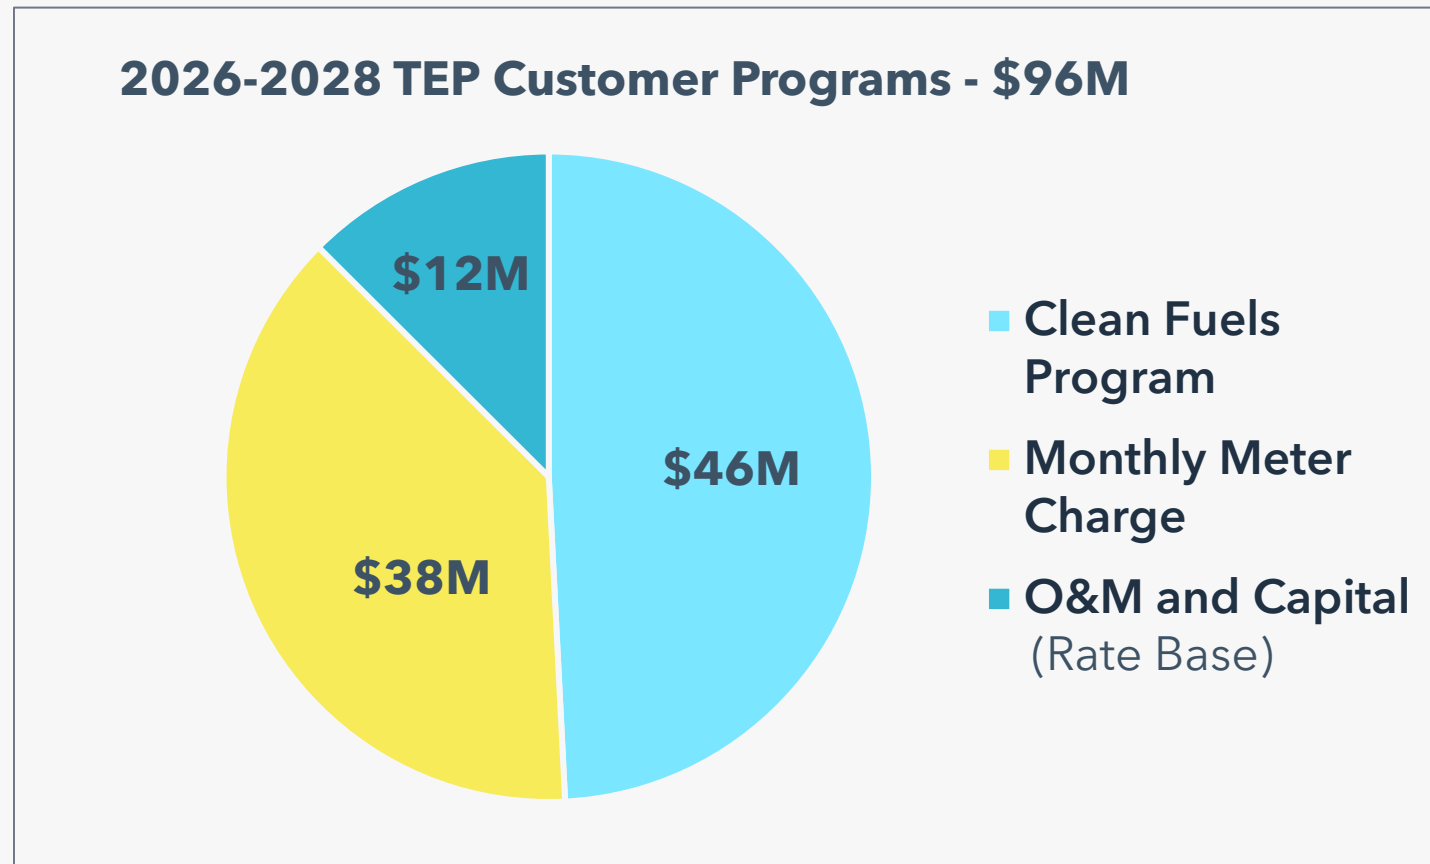 2026-2028 TEP Customer Programs - $96M
$12M
$46M
$38M
Clean Fuels
Program
Monthly Meter
Charge
O&M and Capital
(Rate Base)